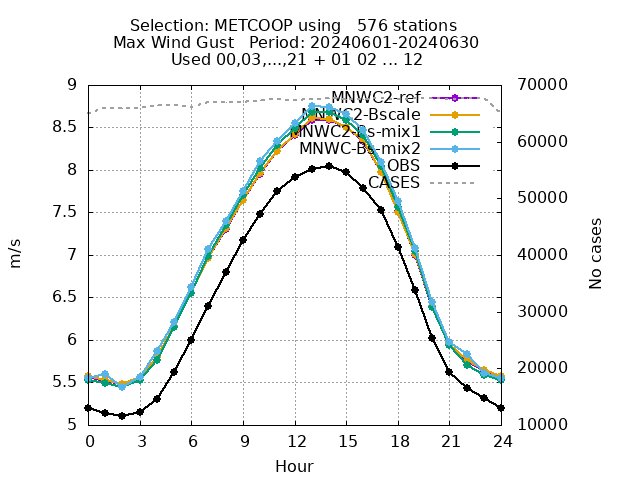 Selection: METCOOP using 576 stations
Max Wind Gust Period: 20240601-20240630
Used 00,03,...,21 + 01 02 ... 12
MNWC2-ref
MNWC2-Bscale
MNWC2-Bs-mix1
MNWC-Bs-mix2
OBS
CASES
9
8.5
8
7.5
7
6.5
6
5.5
5
m/s
70000
60000
50000
40000
30000
20000
10000
No cases
0 3 6 9 12 15 18 21 24
Hour